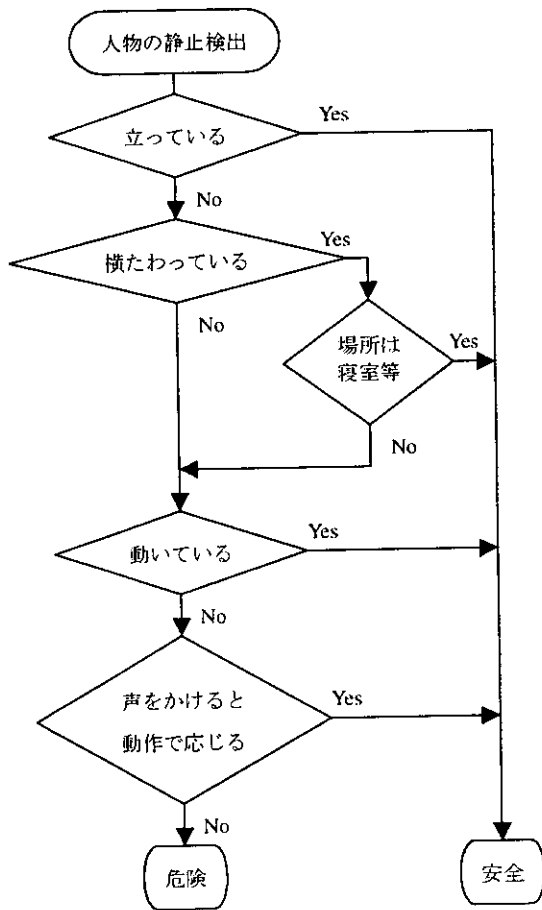 人物の静止検出
立っている
Yes
No
横たわっている
Yes
No
場所は
寝室等
Yes
No
動いている
Yes
No
声をかけると
動作で応じる
Yes
No
危険
安全